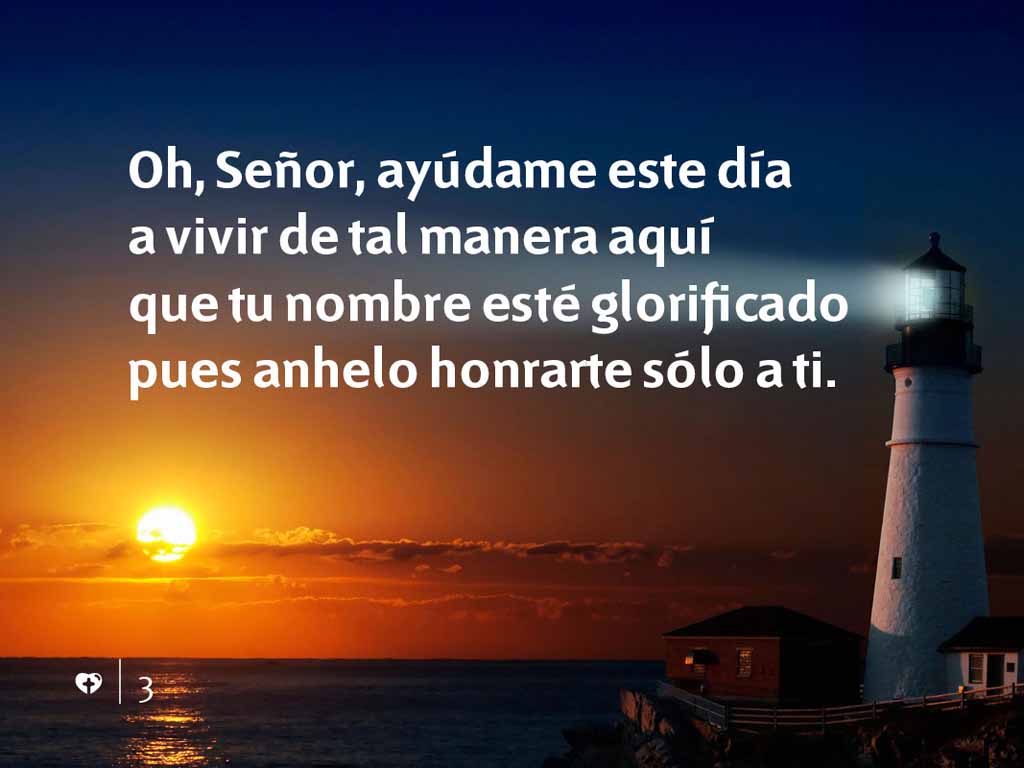 Oh, Señor, ayúdame este día
a vivir de tal manera aquí
que tu nombre esté glorificado
pues anhelo honrarte sólo a ti.
3